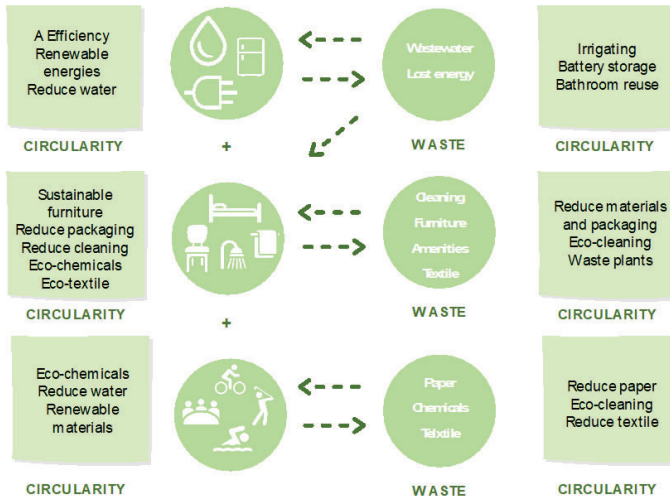 A Efficiency
Renewable
energies
Reduce water
CIRCULARITY
+
Wastewater
Lost energy
WASTE
Irrigating
Battery storage
Bathroom reuse
CIRCULARITY
Sustainable
furniture
Reduce packaging
Reduce cleaning
Eco-chemicals
Eco-textile
CIRCULARITY
+
Cleaning
Furniture
Amenities
Textile
WASTE
Reduce materials
and packaging
Eco-cleaning
Waste plants
CIRCULARITY
Eco-chemicals
Reduce water
Renewable
materials
CIRCULARITY
Paper
Chemicals
Telxtile
WASTE
Reduce paper
Eco-cleaning
Reduce textile
CIRCULARITY